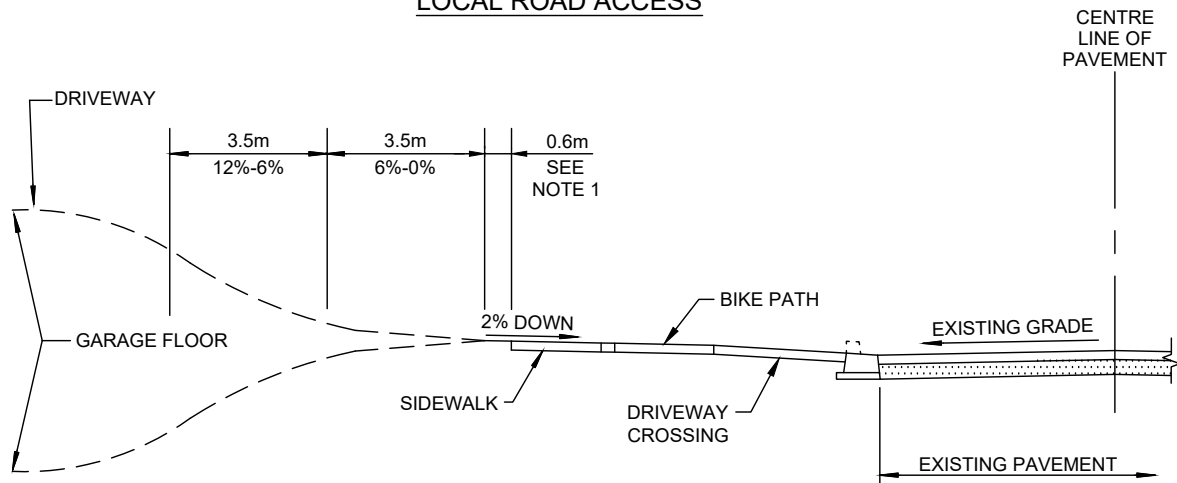 LOCAL ROAD ACCESS
CENTRE
LINE OF
PAVEMENT
DRIVEWAY
3.5m
12%-6%
3.5m
6%-0%
0.6m
SEE
NOTE 1
GARAGE FLOOR
2% DOWN
BIKE PATH
EXISTING GRADE
SIDEWALK
DRIVEWAY
CROSSING
EXISTING PAVEMENT